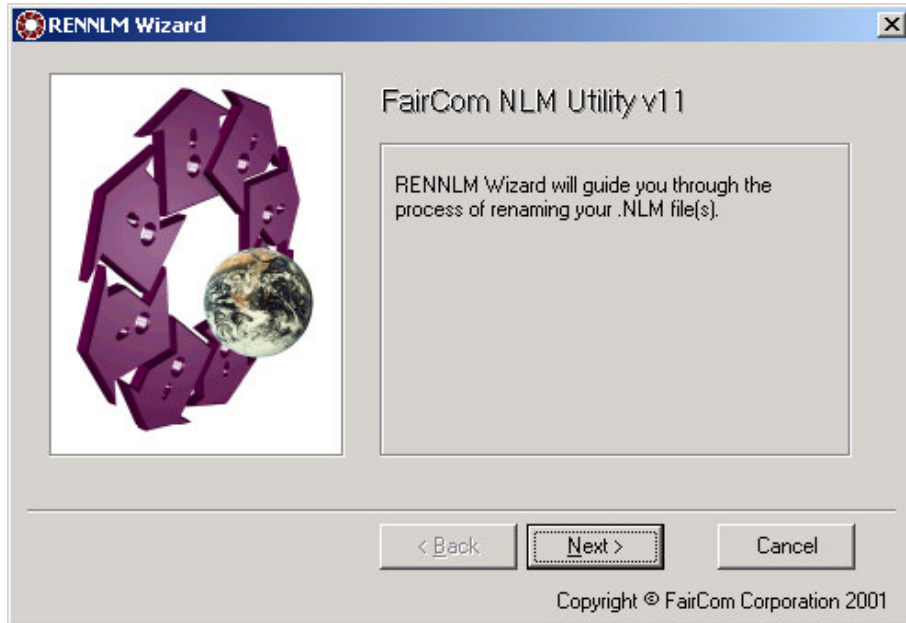 RENNLM Wizard
FairCom NLM Utility v11
RENNLM Wizard will guide you through the
process of renaming your .NLM file(s).
< Back
Next >
Cancel
Copyright © FairCom Corporation 2001